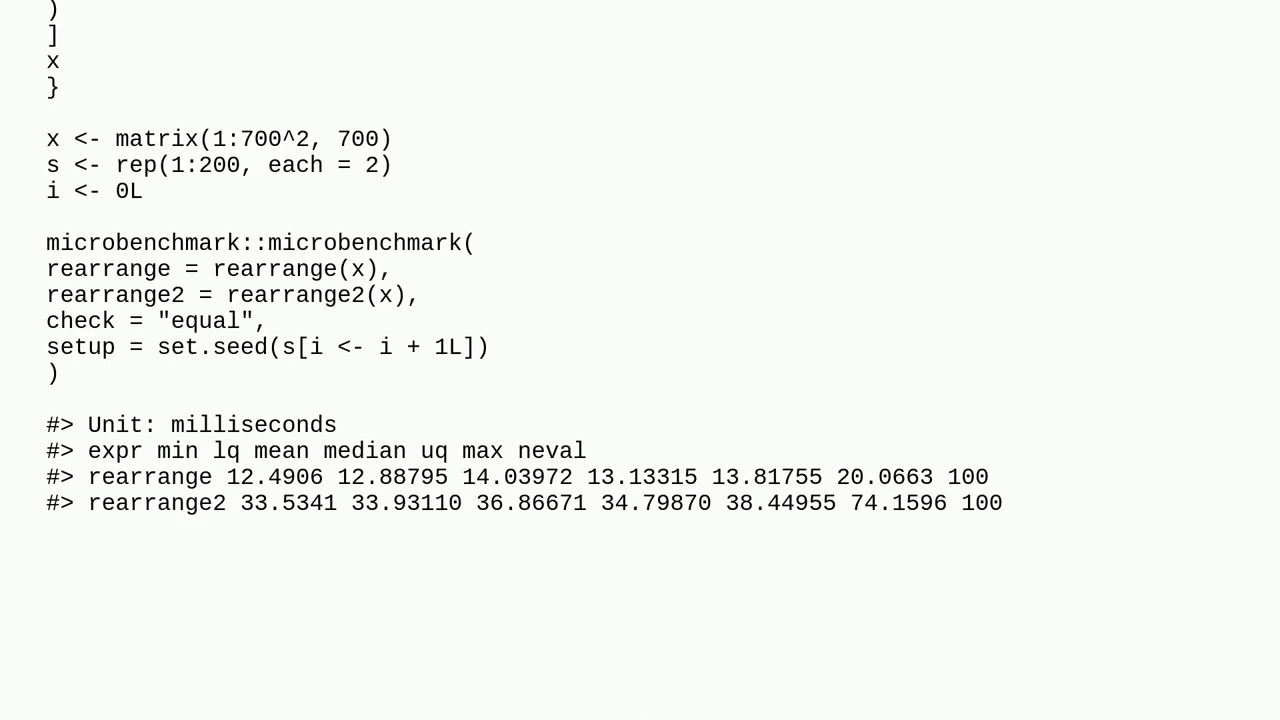 )
]
x
}
x <- matrix(1:700^2, 700)
s <- rep(1:200, each = 2)
i <- 0L
microbenchmark::microbenchmark(
rearrange = rearrange(x),
rearrange2 = rearrange2(x),
check = "equal",
setup = set.seed(s[i <- i + 1L])
)
#> Unit: milliseconds
#> expr min lq mean median uq max neval
#> rearrange 12.4906 12.88795 14.03972 13.13315 13.81755 20.0663 100
#> rearrange2 33.5341 33.93110 36.86671 34.79870 38.44955 74.1596 100